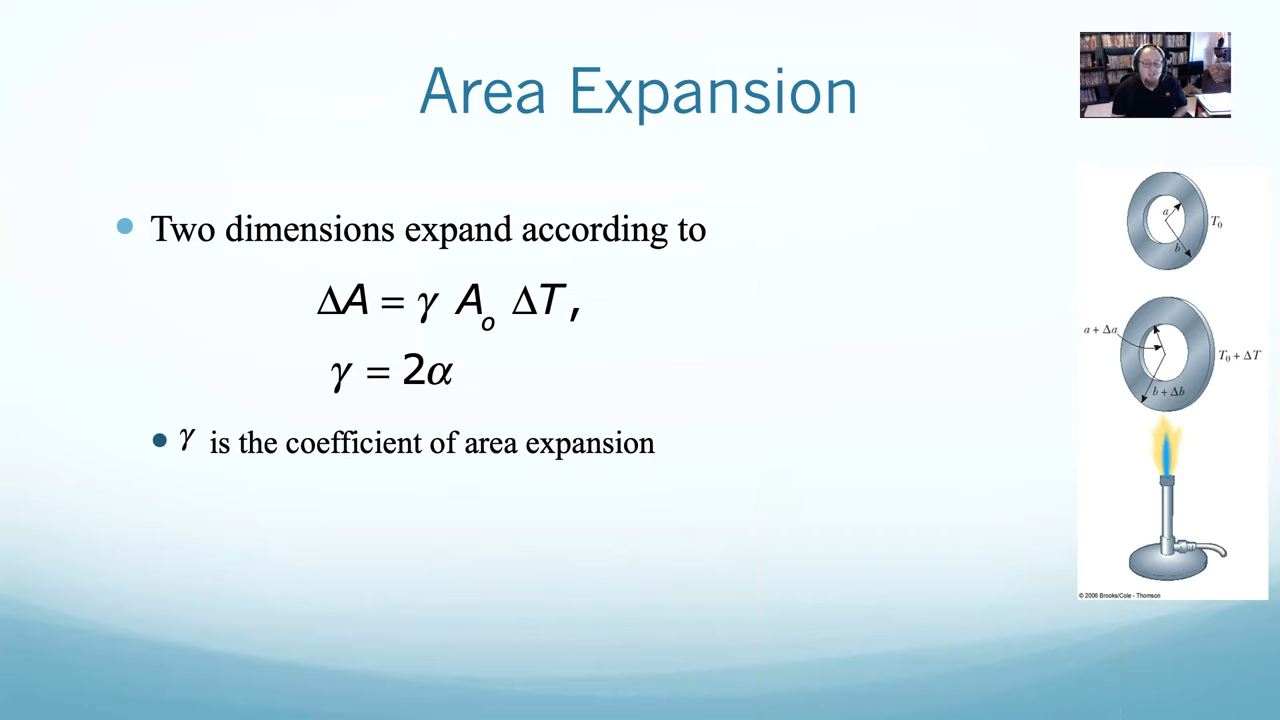 Area Expansion
Two dimensions expand according to
ΔA = γ Aₒ ΔT,
γ = 2α
γ is the coefficient of area expansion
a
b
T₀
a + Δa
T₀ + ΔT
b + Δb
© 2006 Brooks/Cole - Thomson